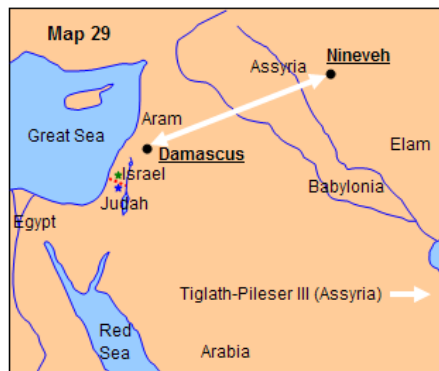 Map 29
Nineveh
Assyria
Aram
Great Sea
Elam
Damascus
Israel
Babylonia
Judah
Egypt
Tiglath-Pileser III (Assyria)
Red
Sea
Arabia